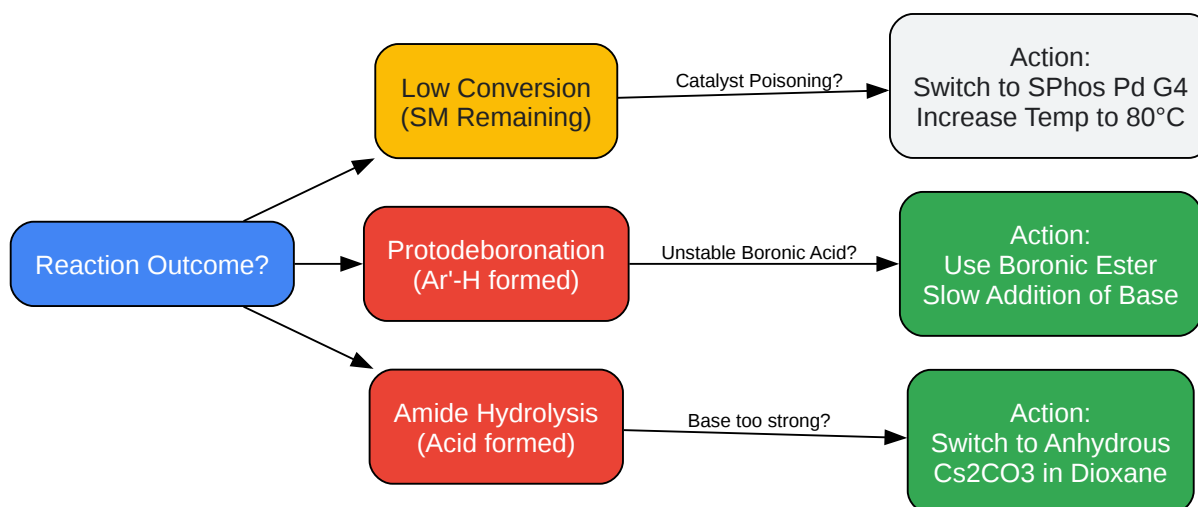 Reaction Outcome?
Low Conversion
(SM Remaining)
Catalyst Poisoning?
Action:
Switch to SPhos Pd G4
Increase Temp to 80°C
Protodeboronation
(Ar'-H formed)
Unstable Boronic Acid?
Action:
Use Boronic Ester
Slow Addition of Base
Amide Hydrolysis
(Acid formed)
Base too strong?
Action:
Switch to Anhydrous
Cs2CO3 in Dioxane